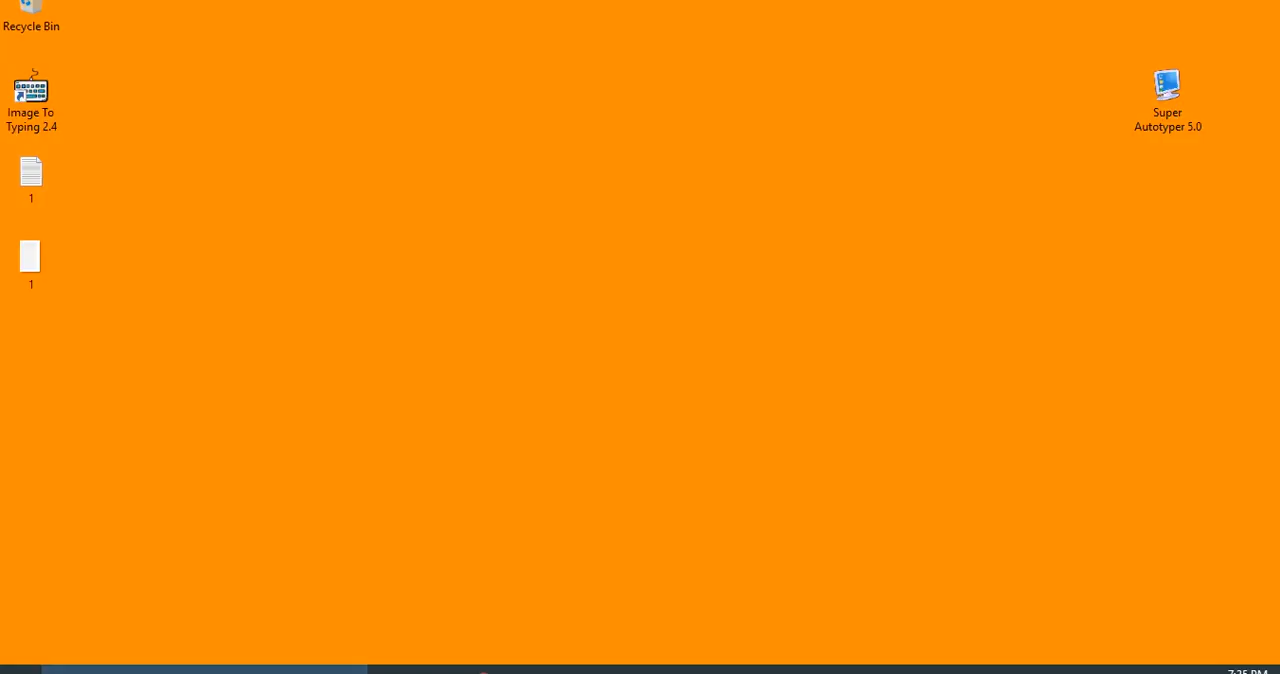 Recycle Bin
Image To
Typing 2.4
1
1
Super
Autotyper 5.0